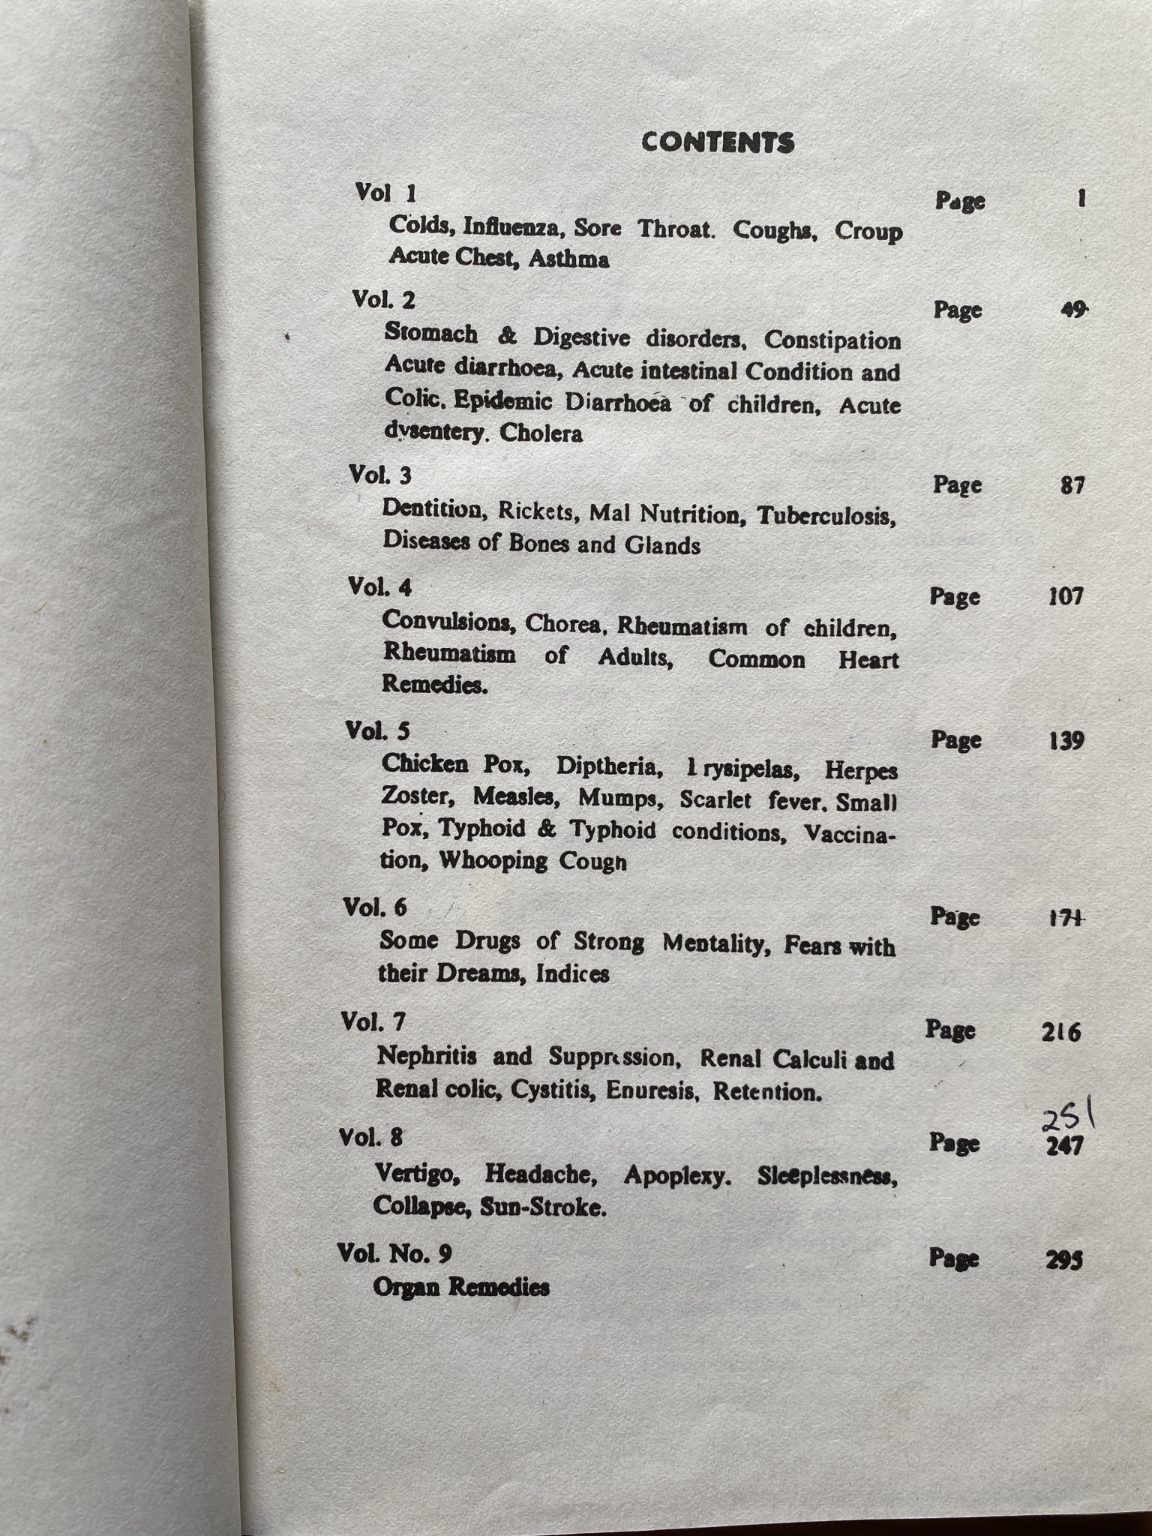 CONTENTS
Vol 1 Page 1
Colds, Influenza, Sore Throat. Coughs, Croup
Acute Chest, Asthma
Vol. 2 Page 49
Stomach & Digestive disorders, Constipation
Acute diarrhoea, Acute intestinal Condition and
Colic. Epidemic Diarrhoea of children, Acute
dysentery. Cholera
Vol. 3 Page 87
Dentition, Rickets, Mal Nutrition, Tuberculosis,
Diseases of Bones and Glands
Vol. 4 Page 107
Convulsions, Chorea, Rheumatism of children,
Rheumatism of Adults, Common Heart
Remedies.
Vol. 5 Page 139
Chicken Pox, Diptheria, Erysipelas, Herpes
Zoster, Measles, Mumps, Scarlet fever. Small
Pox, Typhoid & Typhoid conditions, Vaccina-
tion, Whooping Cough
Vol. 6 Page 171
Some Drugs of Strong Mentality, Fears with
their Dreams, Indices
Vol. 7 Page 216
Nephritis and Suppression, Renal Calculi and
Renal colic, Cystitis, Enuresis, Retention.
251
Vol. 8 Page 247
Vertigo, Headache, Apoplexy. Sleeplessness,
Collapse, Sun-Stroke.
Vol. No. 9 Page 295
Organ Remedies